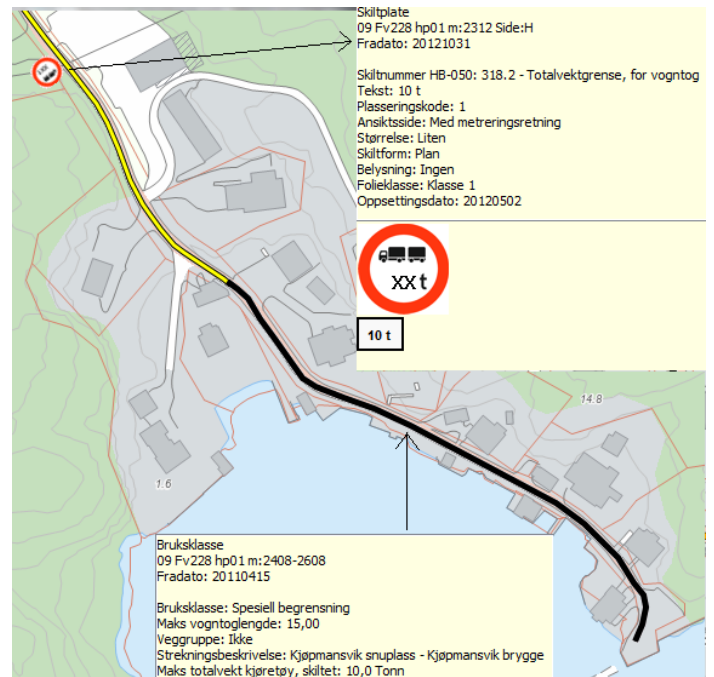 Skiltplate
09 Fv228 hp01 m:2312 Side:H
Fradato: 20121031
Skiltnummer HB-050: 318.2 - Totalvektgrense, for vogntog
Tekst: 10 t
Plasseringskode: 1
Ansiktsside: Med metreringsretning
Størrelse: Liten
Skiltform: Plan
Belysning: Ingen
Folieklasse: Klasse 1
Oppsettingsdato: 20120502
xx t
10 t
14.8
1.6
Bruksklasse
09 Fv228 hp01 m:2408-2608
Fradato: 20110415
Bruksklasse: Spesiell begrensning
Maks vogntoglengde: 15,00
Veggruppe: Ikke
Strekningsbeskrivelse: Kjøpmansvik snuplass - Kjøpmansvik brygge
Maks totalvekt kjøretøy, skiltet: 10,0 Tonn